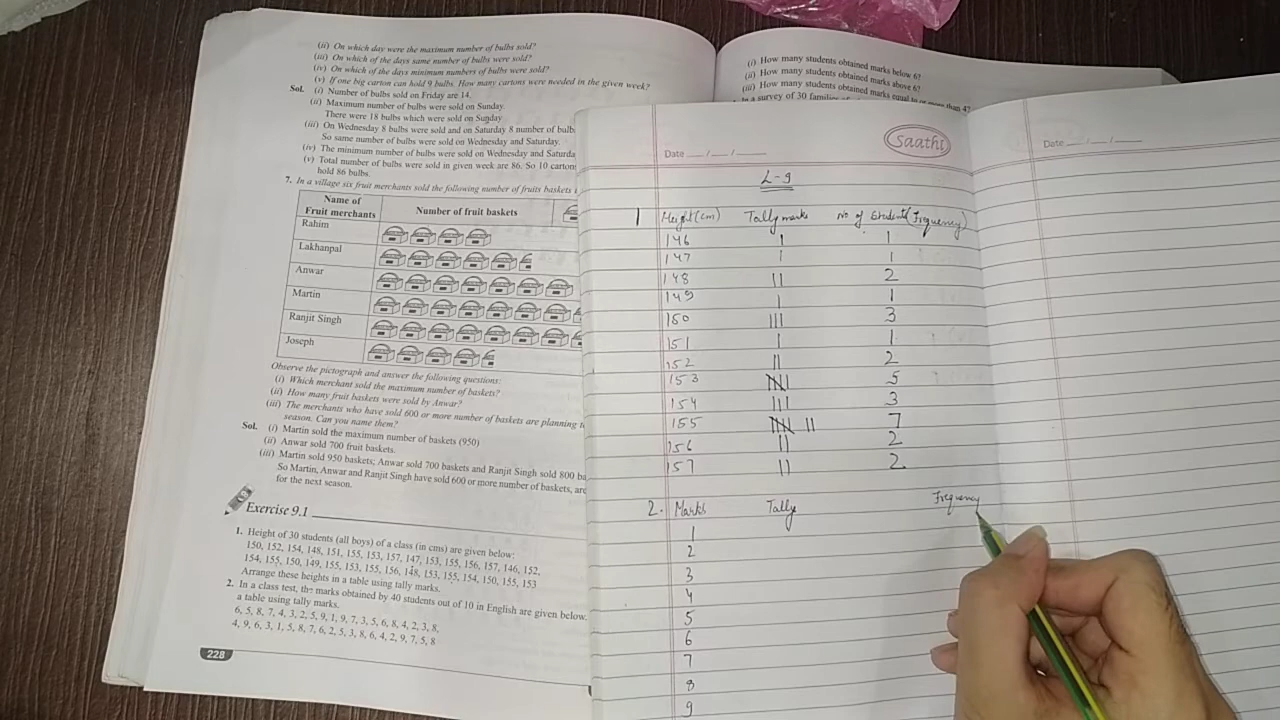 (ii) On which day were the maximum number of bulbs sold?
(iii) On which of the days same number of bulbs were sold?
(iv) On which of the days minimum numbers of bulbs were sold?
(v) If one big carton can hold 9 bulbs. How many cartons were needed in the given week?
Sol. (i) Number of bulbs sold on Friday are 14.
(ii) Maximum number of bulbs were sold on Sunday.
There were 18 bulbs which were sold on Sunday
(iii) On Wednesday 8 bulbs were sold and on Saturday 8 number of bulb
So same number of bulbs were sold on Wednesday and Saturday.
(iv) The minimum number of bulbs were sold on Wednesday and Saturda
(v) Total number of bulbs were sold in given week are 86. So 10 carton
hold 86 bulbs.
7. In a village six fruit merchants sold the following number of fruits baskets
Name of Fruit merchants Number of fruit baskets
Rahim
Lakhanpal
Anwar
Martin
Ranjit Singh
Joseph
Observe the pictograph and answer the following questions:
(i) Which merchant sold the maximum number of baskets?
(ii) How many fruit baskets were sold by Anwar?
(iii) The merchants who have sold 600 or more number of baskets are planning
season. Can you name them?
Sol. (i) Martin sold the maximum number of baskets (950)
(ii) Anwar sold 700 fruit baskets.
(iii) Martin sold 950 baskets; Anwar sold 700 baskets and Ranjit Singh sold 800 ba
So Martin, Anwar and Ranjit Singh have sold 600 or more number of baskets, are
for the next season.
Exercise 9.1
1. Height of 30 students (all boys) of a class (in cms) are given below:
150, 152, 154, 148, 151, 155, 153, 157, 147, 153, 155, 156, 157, 146, 152,
154, 155, 150, 149, 155, 153, 155, 156, 148, 153, 155, 154, 150, 155, 153
Arrange these heights in a table using tally marks.
2. In a class test, the marks obtained by 40 students out of 10 in English are given below.
a table using tally marks.
6, 5, 8, 7, 4, 3, 2, 5, 9, 1, 9, 7, 3, 5, 6, 8, 4, 2, 3, 8,
4, 9, 6, 3, 1, 5, 8, 7, 6, 2, 5, 3, 8, 6, 4, 2, 9, 7, 5, 8
228
(i) How many students obtained marks below 6?
(ii) How many students obtained marks above 6?
(iii) How many students obtained marks equal to or more than 4?
In a survey of 30 families
Date __ / __ / ____
Saathi
L-9
1 Height(cm) Tally marks No of Student(Frequency)
146 | 1
147 | 1
148 || 2
149 | 1
150 ||| 3
151 | 1
152 || 2
153 5
154 ||| 3
155 7
156 || 2
157 || 2
2. Marks Tally Frequency
1
2
3
4
5
6
7
8
9
Date __ / __ / ____